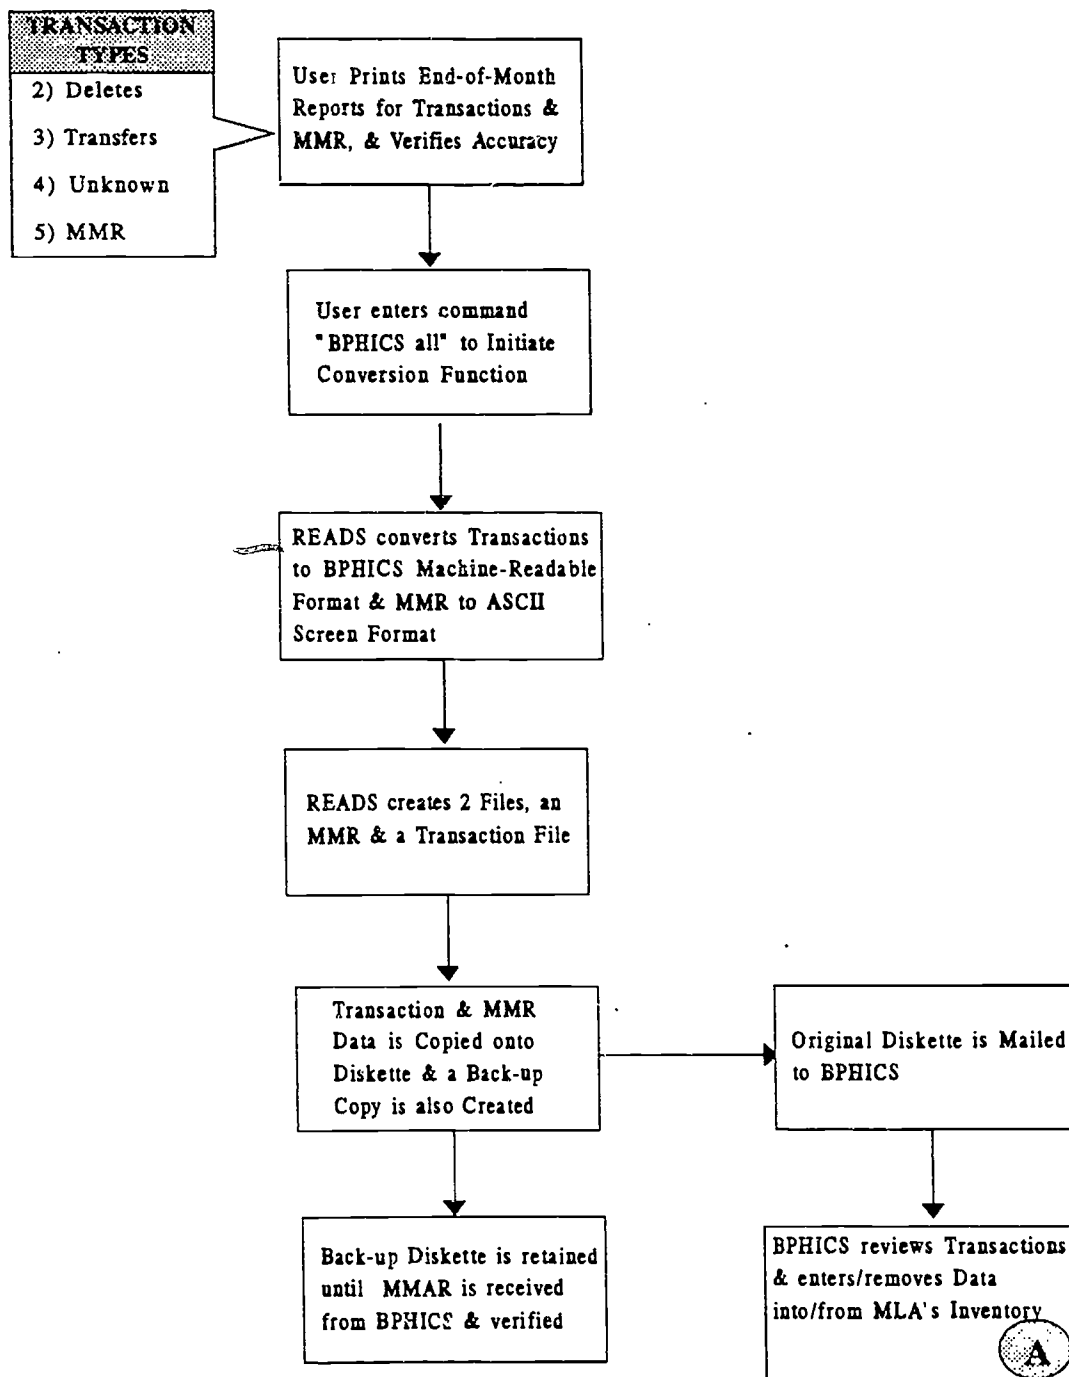 TRANSACTION
TYPES
2) Deletes
3) Transfers
4) Unknown
5) MMR
User Prints End-of-Month
Reports for Transactions &
MMR, & Verifies Accuracy
User enters command
"BPHICS all" to Initiate
Conversion Function
READS converts Transactions
to BPHICS Machine-Readable
Format & MMR to ASCII
Screen Format
READS creates 2 Files, an
MMR & a Transaction File
Transaction & MMR
Data is Copied onto
Diskette & a Back-up
Copy is also Created
Original Diskette is Mailed
to BPHICS
Back-up Diskette is retained
until MMAR is received
from BPHICS & verified
BPHICS reviews Transactions
& enters/removes Data
into/from MLA's Inventory
A